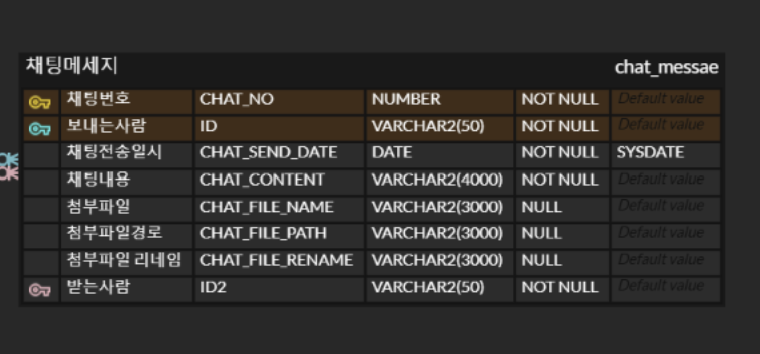 채팅메세지 chat_messae
채팅번호 CHAT_NO NUMBER NOT NULL Default value
보내는사람 ID VARCHAR2(50) NOT NULL Default value
채팅전송일시 CHAT_SEND_DATE DATE NOT NULL SYSDATE
채팅내용 CHAT_CONTENT VARCHAR2(4000) NOT NULL Default value
첨부파일 CHAT_FILE_NAME VARCHAR2(3000) NULL Default value
첨부파일경로 CHAT_FILE_PATH VARCHAR2(3000) NULL Default value
첨부파일 리네임 CHAT_FILE_RENAME VARCHAR2(3000) NULL Default value
받는사람 ID2 VARCHAR2(50) NOT NULL Default value